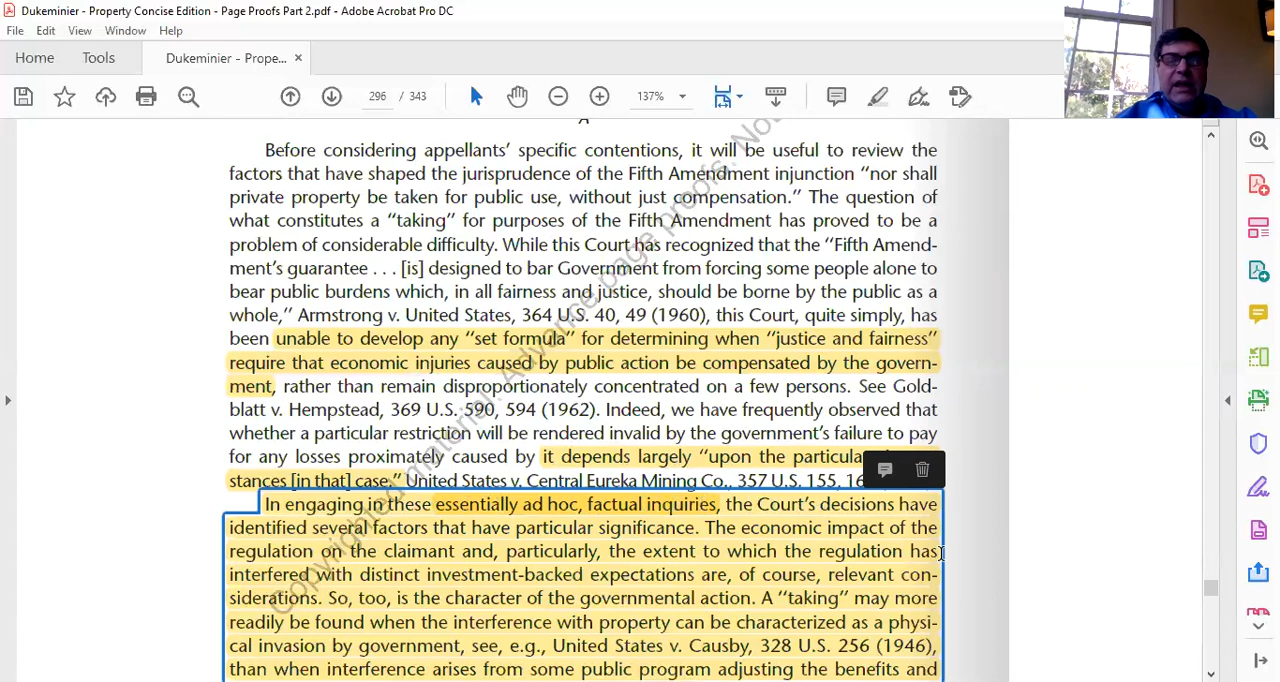 Dukeminier - Property Concise Edition - Page Proofs Part 2.pdf - Adobe Acrobat Pro DC
File Edit View Window Help
Home Tools Dukeminier - Prope... ×
296 / 343 137%
A
Before considering appellants’ specific contentions, it will be useful to review the
factors that have shaped the jurisprudence of the Fifth Amendment injunction “nor shall
private property be taken for public use, without just compensation.” The question of
what constitutes a “taking” for purposes of the Fifth Amendment has proved to be a
problem of considerable difficulty. While this Court has recognized that the “Fifth Amend-
ment’s guarantee . . . [is] designed to bar Government from forcing some people alone to
bear public burdens which, in all fairness and justice, should be borne by the public as a
whole,” Armstrong v. United States, 364 U.S. 40, 49 (1960), this Court, quite simply, has
been unable to develop any “set formula” for determining when “justice and fairness”
require that economic injuries caused by public action be compensated by the govern-
ment, rather than remain disproportionately concentrated on a few persons. See Gold-
blatt v. Hempstead, 369 U.S. 590, 594 (1962). Indeed, we have frequently observed that
whether a particular restriction will be rendered invalid by the government’s failure to pay
for any losses proximately caused by it depends largely “upon the particula
stances [in that] case.” United States v. Central Eureka Mining Co., 357 U.S. 155,
In engaging in these essentially ad hoc, factual inquiries, the Court’s decisions have
identified several factors that have particular significance. The economic impact of the
regulation on the claimant and, particularly, the extent to which the regulation has
interfered with distinct investment-backed expectations are, of course, relevant con-
siderations. So, too, is the character of the governmental action. A “taking” may more
readily be found when the interference with property can be characterized as a physi-
cal invasion by government, see, e.g., United States v. Causby, 328 U.S. 256 (1946),
than when interference arises from some public program adjusting the benefits and
Copyrighted material. Advance page proofs. No